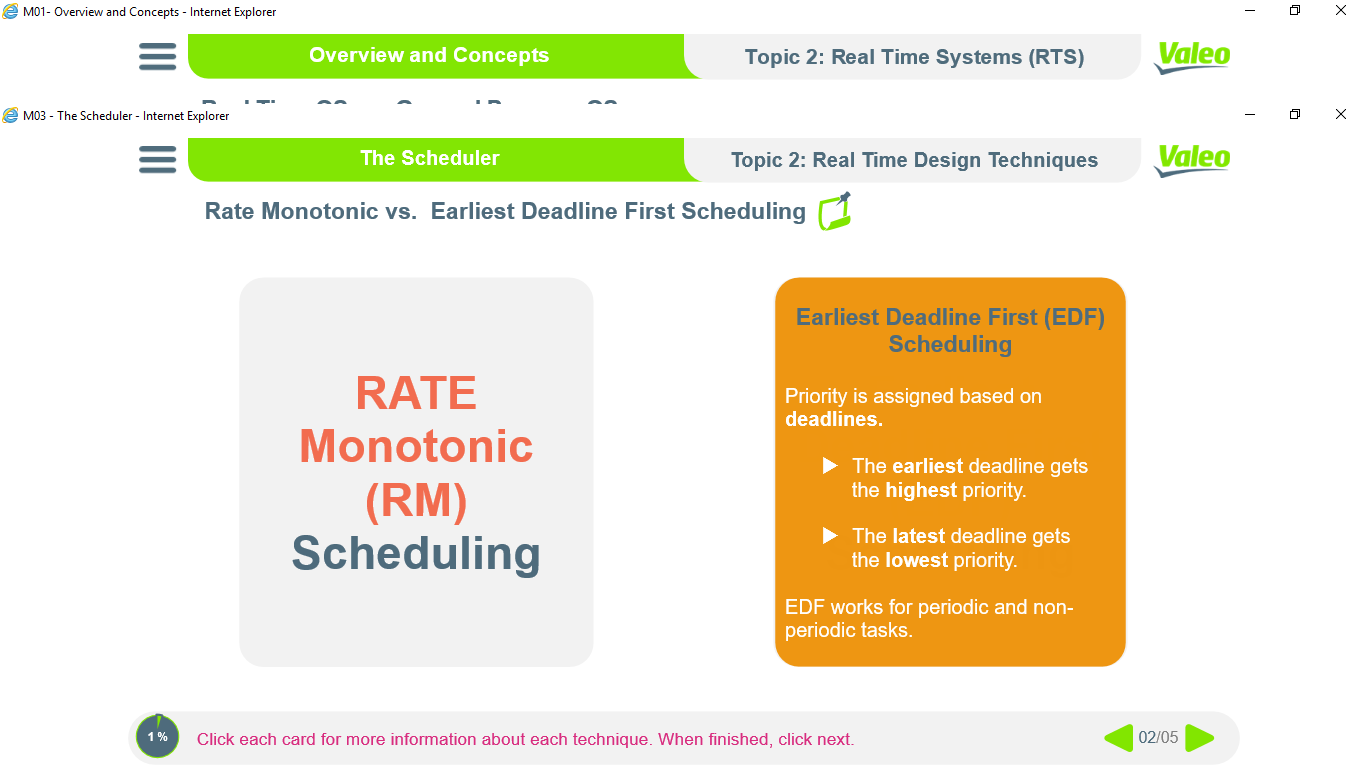 M01- Overview and Concepts - Internet Explorer
Overview and Concepts
Topic 2: Real Time Systems (RTS)
Valeo
M03 - The Scheduler - Internet Explorer
The Scheduler
Topic 2: Real Time Design Techniques
Valeo
Rate Monotonic vs.  Earliest Deadline First Scheduling
RATE
Monotonic
(RM)
Scheduling
Earliest Deadline First (EDF)
Scheduling
Priority is assigned based on
deadlines.
The earliest deadline gets
the highest priority.
The latest deadline gets
the lowest priority.
EDF works for periodic and non-
periodic tasks.
1 %
Click each card for more information about each technique. When finished, click next.
02/05